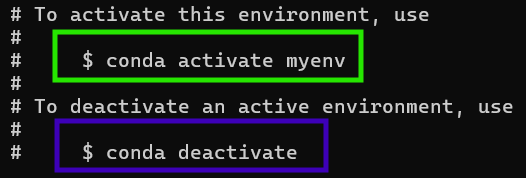 # To activate this environment, use
#
#     $ conda activate myenv
#
# To deactivate an active environment, use
#
#     $ conda deactivate